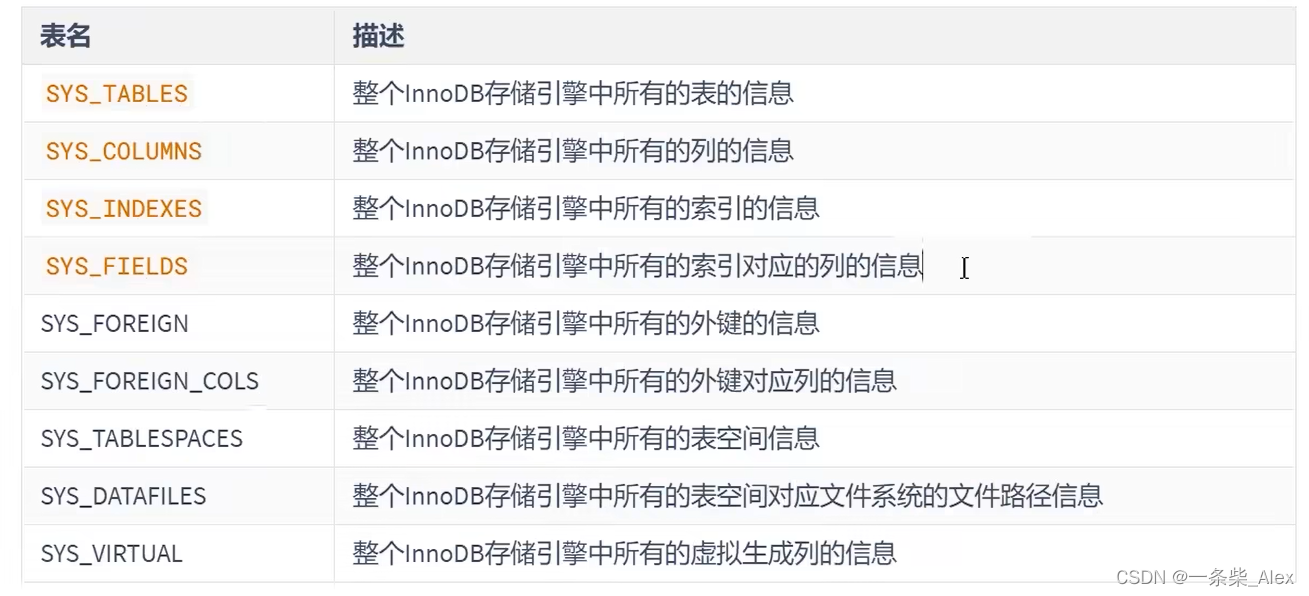 表名 描述
SYS_TABLES 整个InnoDB存储引擎中所有的表的信息
SYS_COLUMNS 整个InnoDB存储引擎中所有的列的信息
SYS_INDEXES 整个InnoDB存储引擎中所有的索引的信息
SYS_FIELDS 整个InnoDB存储引擎中所有的索引对应的列的信息
SYS_FOREIGN 整个InnoDB存储引擎中所有的外键的信息
SYS_FOREIGN_COLS 整个InnoDB存储引擎中所有的外键对应列的信息
SYS_TABLESPACES 整个InnoDB存储引擎中所有的表空间信息
SYS_DATAFILES 整个InnoDB存储引擎中所有的表空间对应文件系统的文件路径信息
SYS_VIRTUAL 整个InnoDB存储引擎中所有的虚拟生成列的信息
CSDN @一条柴_Alex